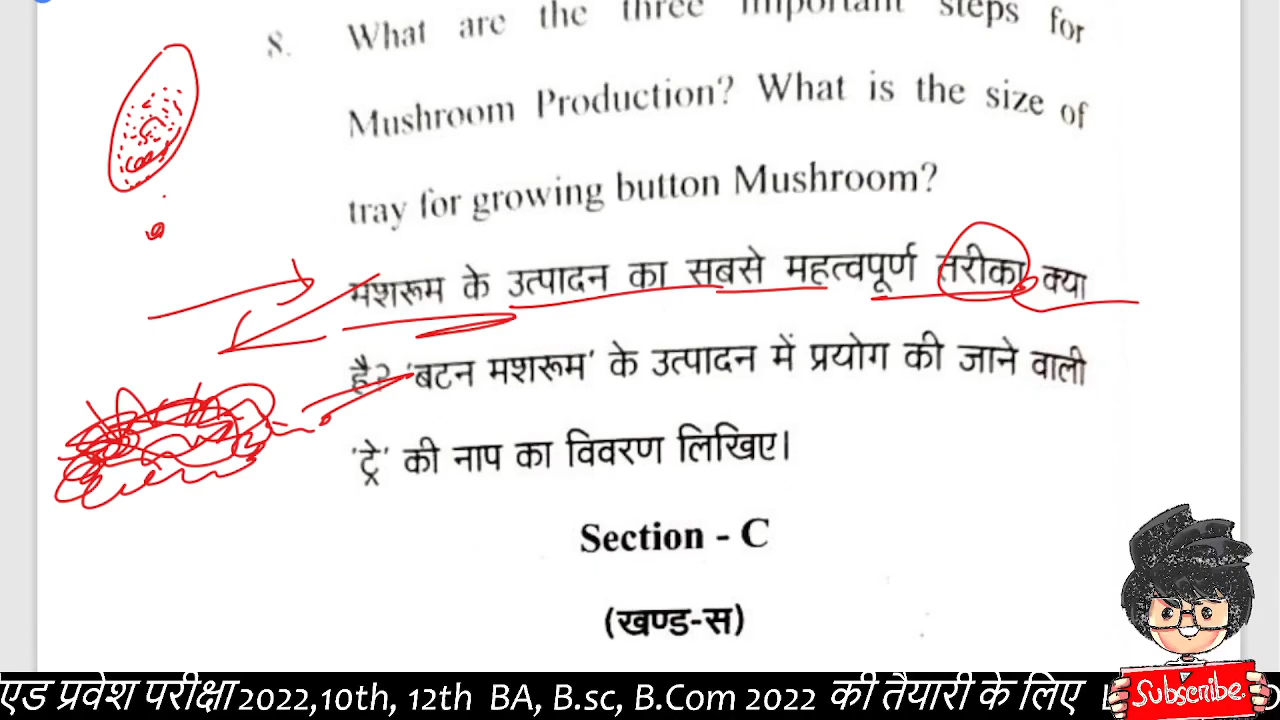 8. What are the three important steps for
Mushroom Production? What is the size of
tray for growing button Mushroom?
मशरूम के उत्पादन का सबसे महत्वपूर्ण तरीका क्या
है? 'बटन मशरूम' के उत्पादन में प्रयोग की जाने वाली
'ट्रे' की नाप का विवरण लिखिए।
Section - C
(खण्ड-स)
एड प्रवेश परीक्षा 2022,10th, 12th BA, B.sc, B.Com 2022 की तैयारी के लिए
Subscribe